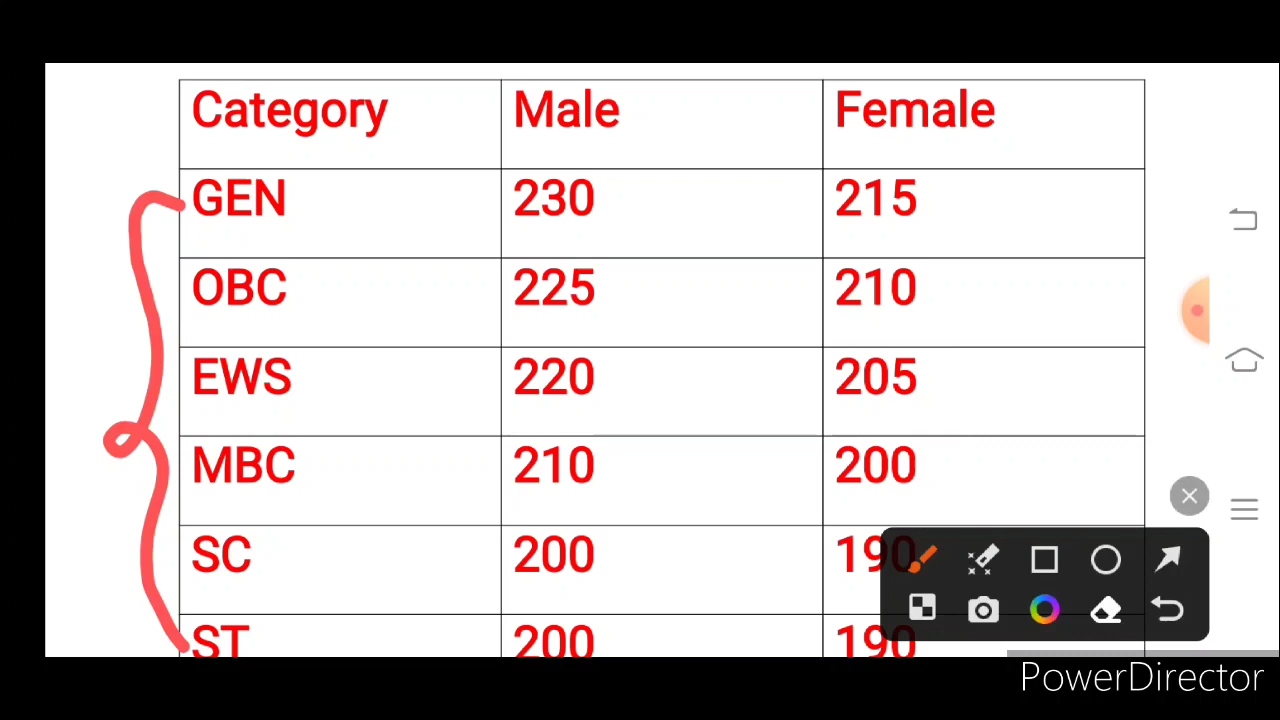 Category Male Female
GEN 230 215
OBC 225 210
EWS 220 205
MBC 210 200
SC 200 190
ST 200 190
PowerDirector